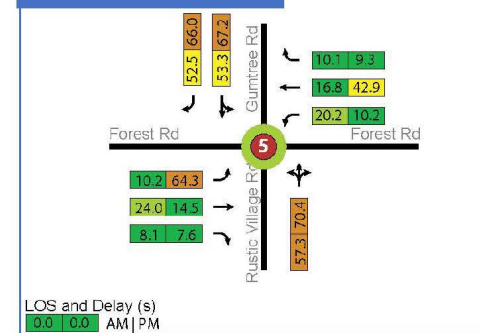 52.5 66.0
53.3 67.2
Gumtree Rd
10.1 9.3
16.8 42.9
20.2 10.2
Forest Rd
Forest Rd
5
10.2 64.3
24.0 14.5
8.1 7.6
Rustic Village Rd
57.3 70.4
LOS and Delay (s)
0.0 0.0 AM | PM